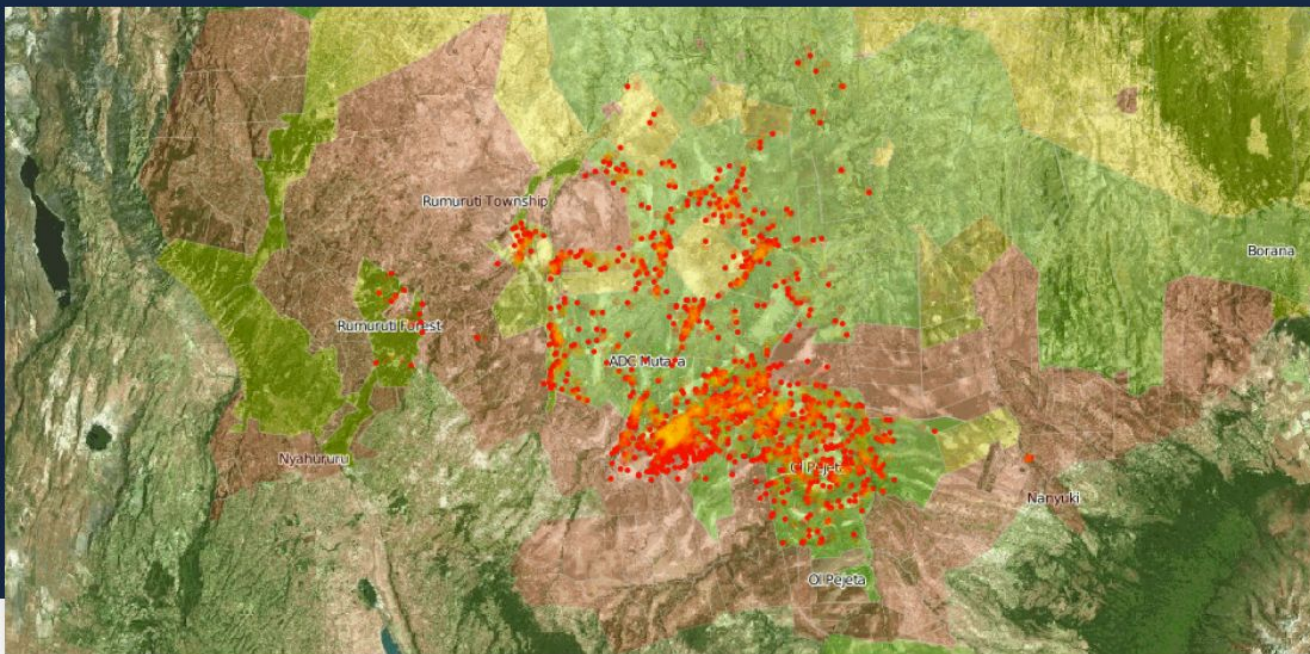 Rumuruti Township
Borana
Rumuruti Forest
ADC Mutara
Nyahururu
Ol Pejeta
Nanyuki
Ol Pejeta